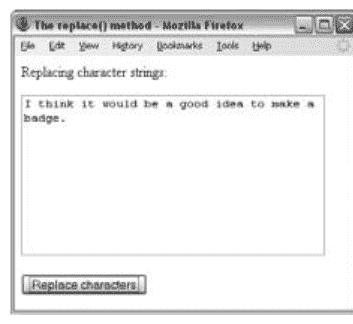 The replace() method - Mozilla Firefox
File Edit View History Bookmarks Tools Help
Replacing character strings:
I think it would be a good idea to make a
badge.
Replace characters